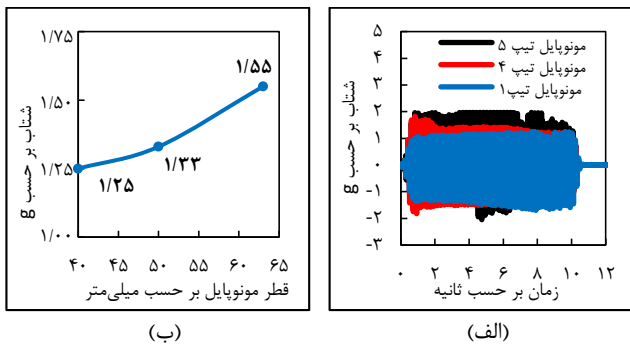 ۵
۴
۳
۲
۱
۰
-۱
-۲
-۳
شتاب بر حسب g
مونوپایل تیپ ۵
مونوپایل تیپ ۴
مونوپایل تیپ۱
۰ ۲ ۴ ۶ ۸ ۱۰ ۱۲
زمان بر حسب ثانیه
(الف)
۱/۷۵
۱/۵۰
۱/۲۵
۱/۰۰
شتاب بر حسب g
۱/۵۵
۱/۳۳
۱/۲۵
۴۰ ۴۵ ۵۰ ۵۵ ۶۰ ۶۵
قطر مونوپایل بر حسب میلی‌متر
(ب)